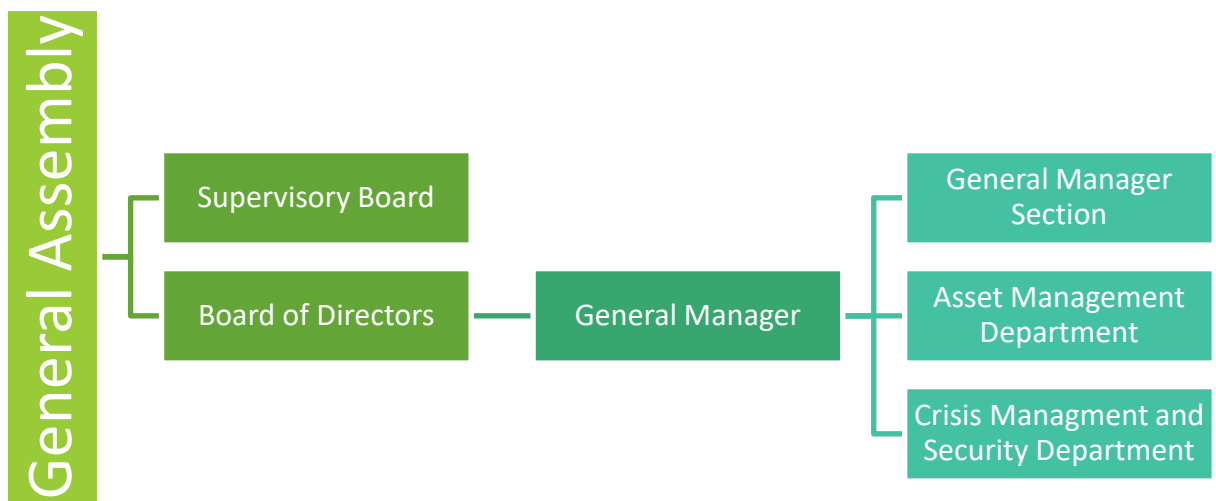 General Assembly
Supervisory Board
Board of Directors
General Manager
General Manager
Section
Asset Management
Department
Crisis Managment and
Security Department